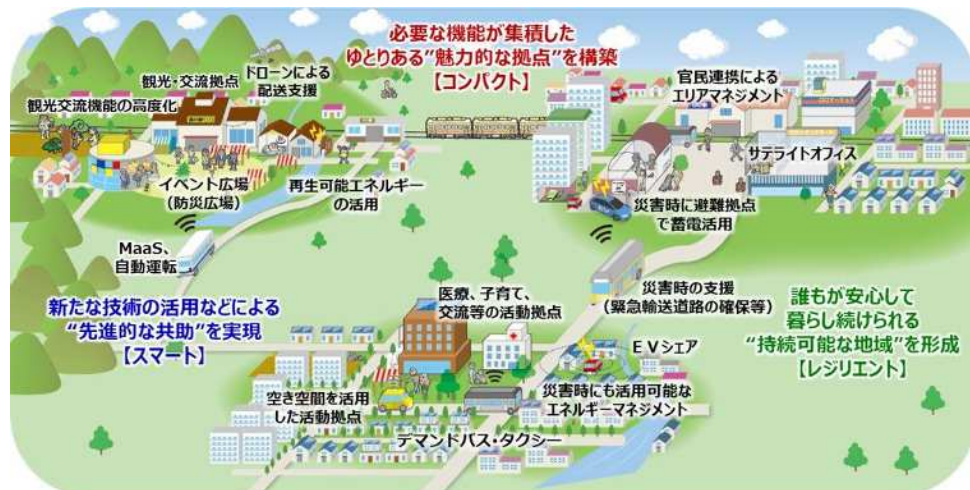 必要な機能が集積した
ゆとりある”魅力的な拠点”を構築
【コンパクト】
観光・交流拠点
ドローンによる
配送支援
観光交流機能の高度化
官民連携による
エリアマネジメント
サテライトオフィス
イベント広場
(防災広場)
再生可能エネルギー
の活用
災害時に避難拠点
で蓄電活用
MaaS、
自動運転
新たな技術の活用などによる
“先進的な共助”を実現
【スマート】
医療、子育て、
交流等の活動拠点
災害時の支援
(緊急輸送道路の確保等)
誰もが安心して
暮らし続けられる
“持続可能な地域”を形成
【レジリエント】
ＥＶシェア
空き空間を活用
した活動拠点
災害時にも活用可能な
エネルギーマネジメント
デマンドバス・タクシー